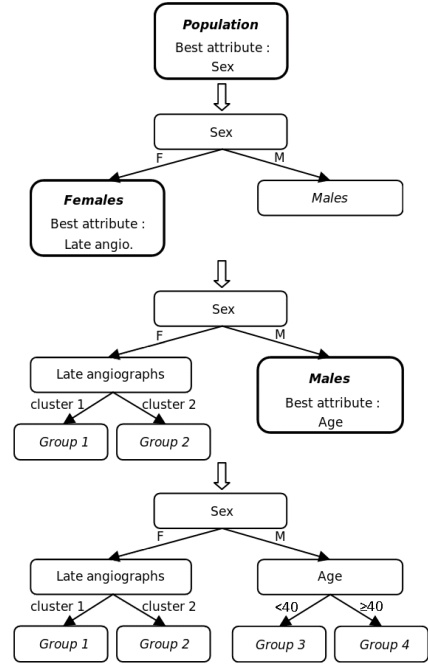 Population
Best attribute :
Sex
Sex
F M
Females
Best attribute :
Late angio.
Males
Sex
F M
Late angiographs
cluster 1 cluster 2
Group 1 Group 2
Males
Best attribute :
Age
Sex
F M
Late angiographs Age
cluster 1 cluster 2 <40 ≥40
Group 1 Group 2 Group 3 Group 4